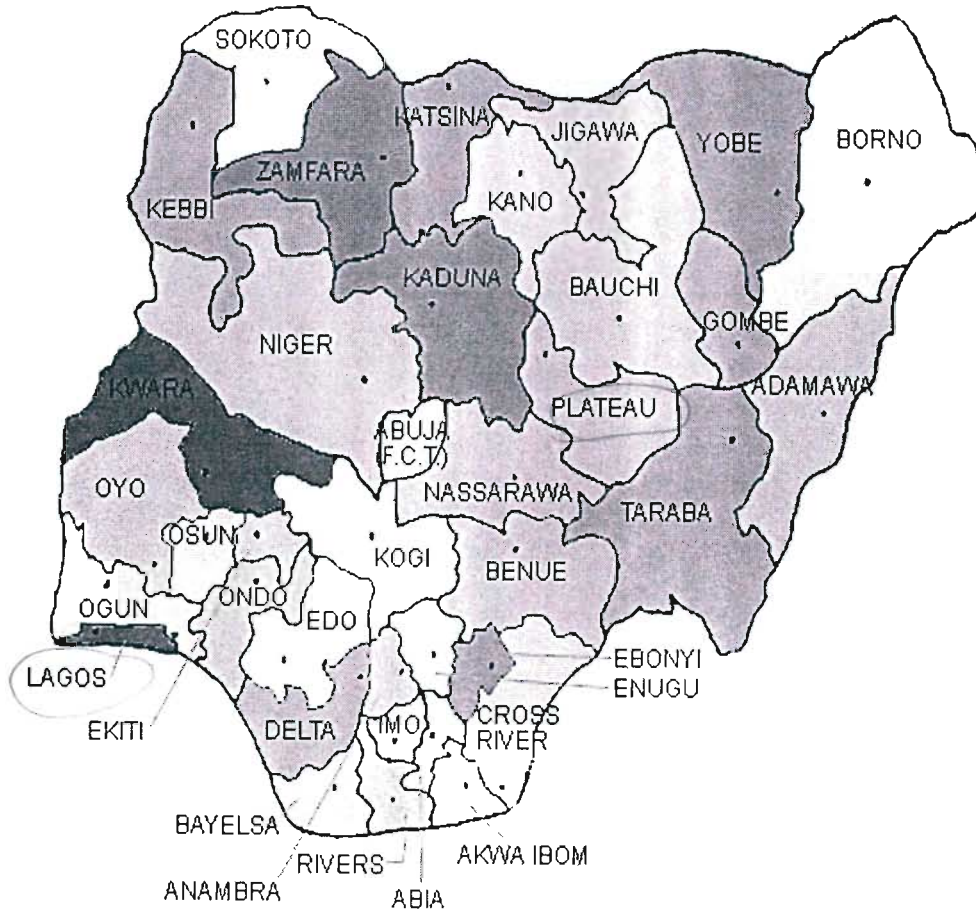 SOKOTO
KATSINA
JIGAWA
YOBE
BORNO
ZAMFARA
KEBBI
KANO
KADUNA
BAUCHI
GOMBE
NIGER
ADAMAWA
KWARA
PLATEAU
ABUJA
(F.C.T.)
NASSARAWA
OYO
TARABA
OSUN
KOGI
BENUE
ONDO
OGUN
EDO
EBONYI
LAGOS
ENUGU
EKITI
DELTA
IMO
CROSS
RIVER
BAYELSA
RIVERS
AKWA IBOM
ANAMBRA
ABIA